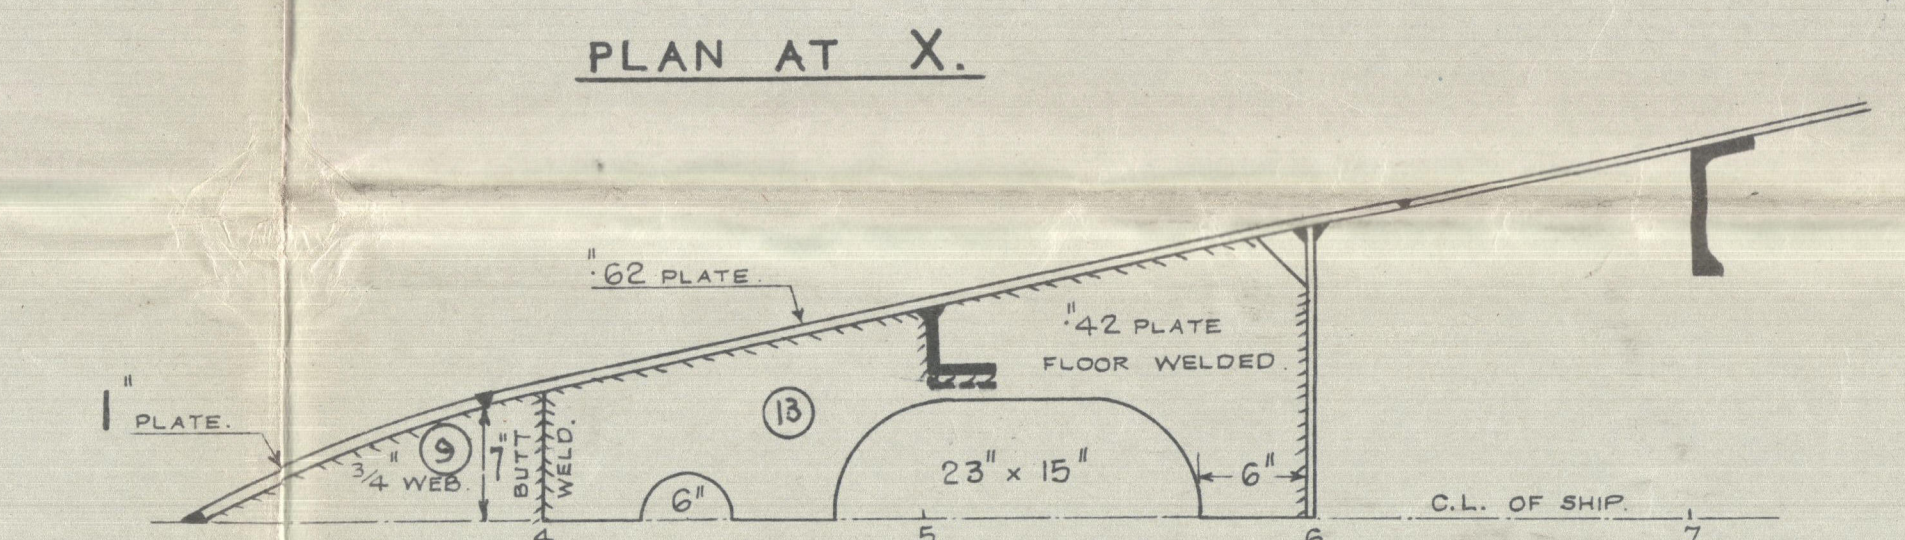 PLAN AT X.
".62 PLATE.
".42 PLATE
FLOOR WELDED.
1" PLATE.
9
3/4" WEB.
7"
BUTT
WELD.
13
6"
23" x 15"
6"
C.L. OF SHIP.
4 5 6 7